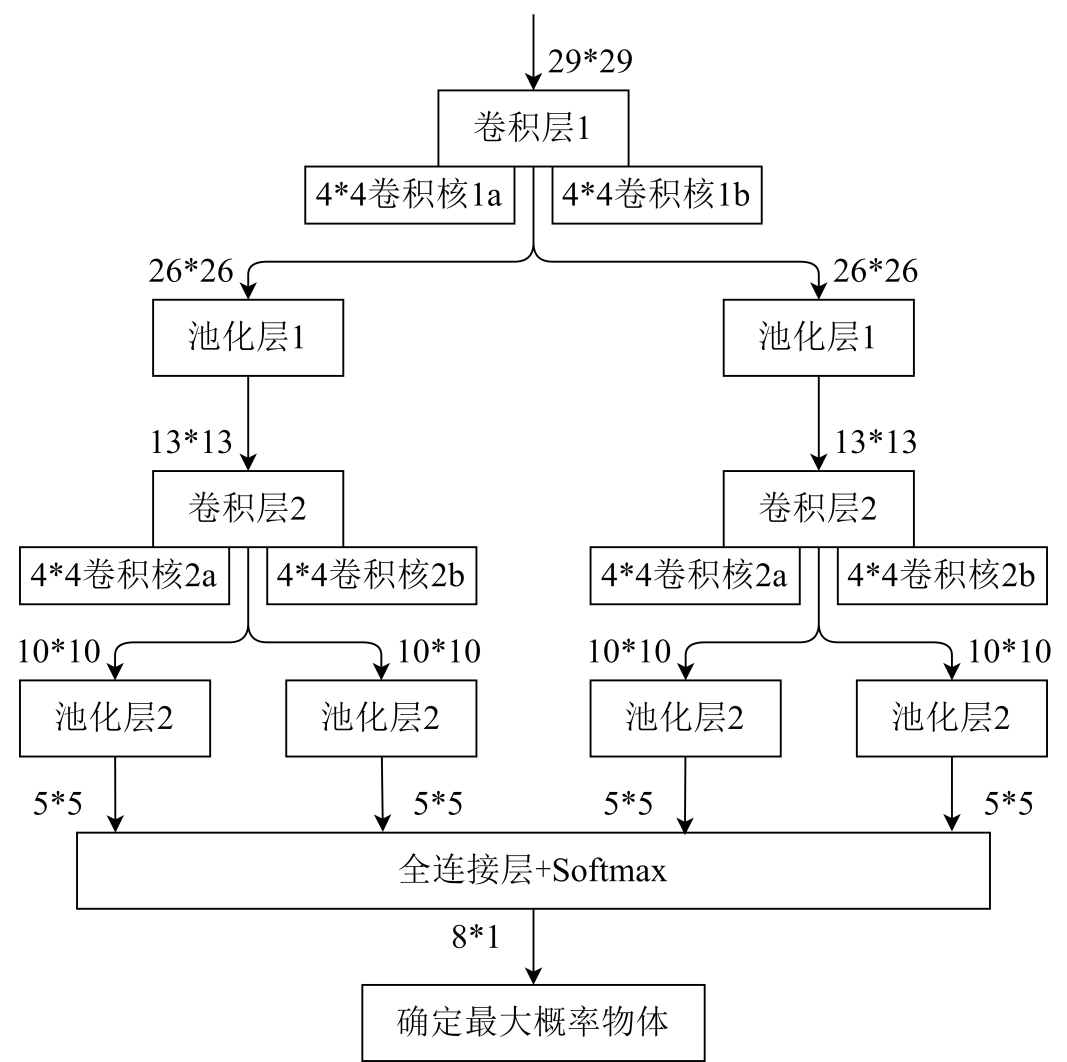 29*29
卷积层1
4*4卷积核1a
4*4卷积核1b
26*26
26*26
池化层1
池化层1
13*13
13*13
卷积层2
卷积层2
4*4卷积核2a
4*4卷积核2b
4*4卷积核2a
4*4卷积核2b
10*10
10*10
10*10
10*10
池化层2
池化层2
池化层2
池化层2
5*5
5*5
5*5
5*5
全连接层+Softmax
8*1
确定最大概率物体